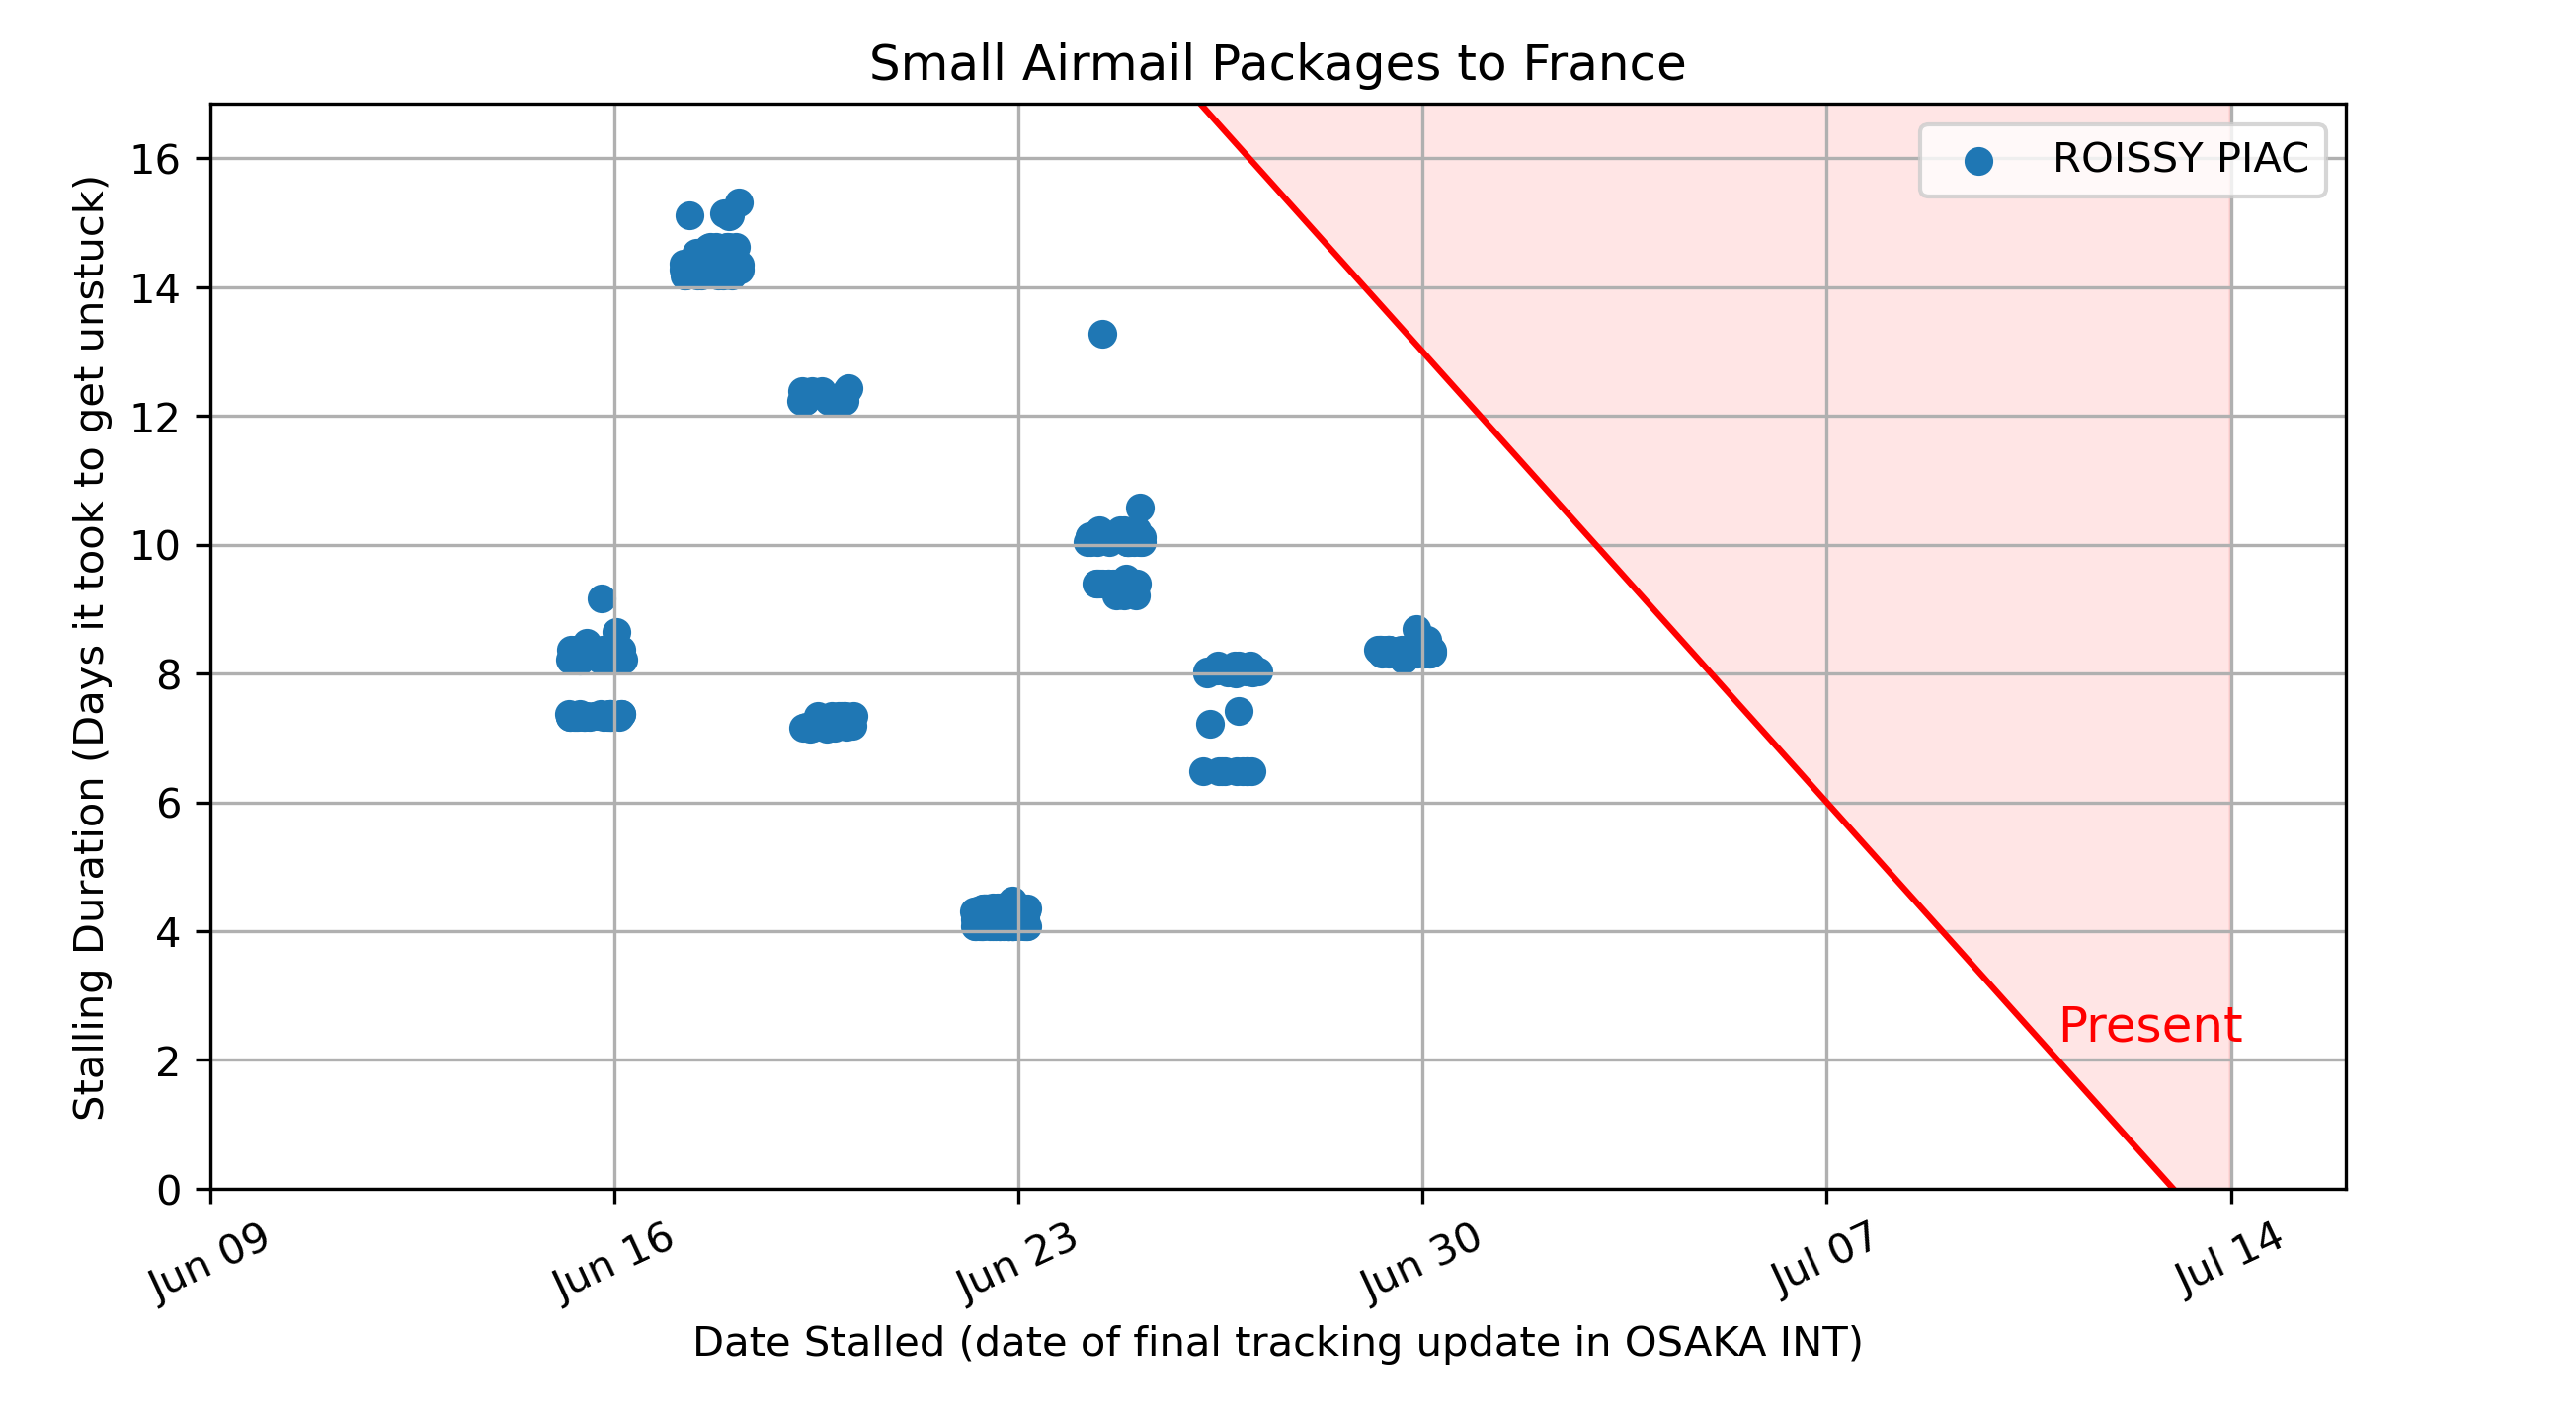 Small Airmail Packages to France
ROISSY PIAC
Stalling Duration (Days it took to get unstuck)
16
14
12
10
8
6
4
2
0
Present
Jun 09
Jun 16
Jun 23
Jun 30
Jul 07
Jul 14
Date Stalled (date of final tracking update in OSAKA INT)